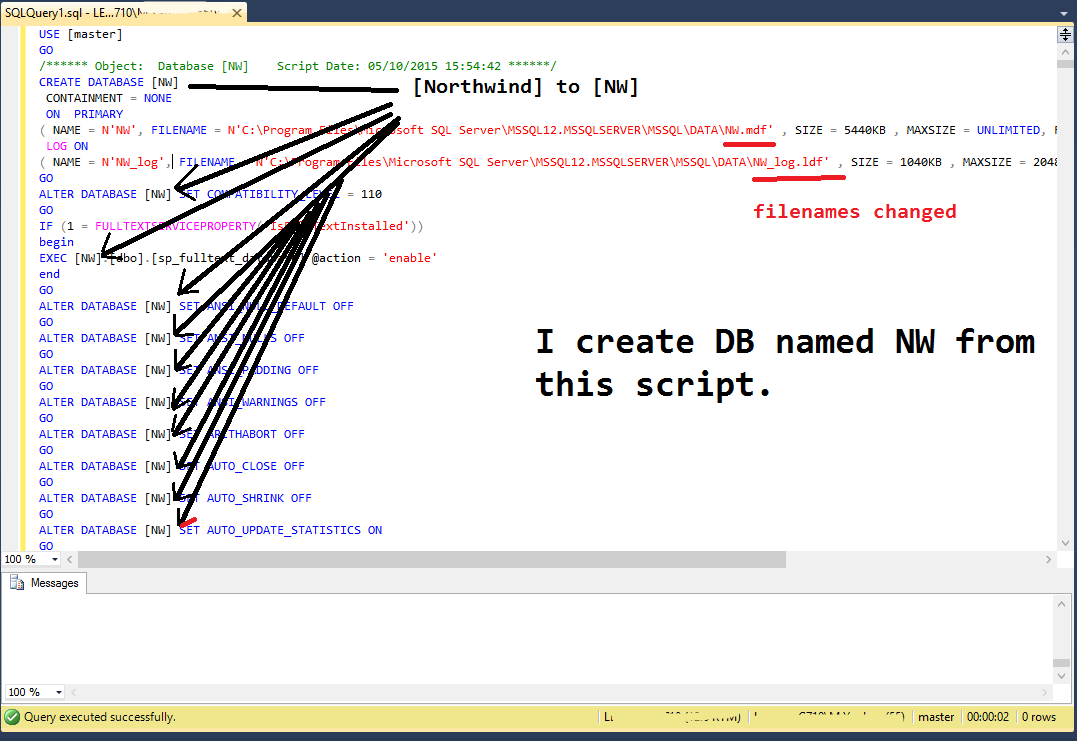 SQLQuery1.sql - LE...710\
USE [master]
GO
/****** Object:  Database [NW]    Script Date: 05/10/2015 15:54:42 ******/
CREATE DATABASE [NW]
[Northwind] to [NW]
CONTAINMENT = NONE
ON  PRIMARY
( NAME = N'NW', FILENAME = N'C:\Program Files\Microsoft SQL Server\MSSQL12.MSSQLSERVER\MSSQL\DATA\NW.mdf' , SIZE = 5440KB , MAXSIZE = UNLIMITED,
LOG ON
( NAME = N'NW_log', FILENAME = N'C:\Program Files\Microsoft SQL Server\MSSQL12.MSSQLSERVER\MSSQL\DATA\NW_log.ldf' , SIZE = 1040KB , MAXSIZE = 2048
GO
ALTER DATABASE [NW] SET COMPATIBILITY_LEVEL = 110
filenames changed
GO
IF (1 = FULLTEXTSERVICEPROPERTY('IsFullTextInstalled'))
begin
EXEC [NW].[dbo].[sp_fulltext_database] @action = 'enable'
end
GO
ALTER DATABASE [NW] SET ANSI_NULL_DEFAULT OFF
GO
ALTER DATABASE [NW] SET ANSI_NULLS OFF
I create DB named NW from
this script.
GO
ALTER DATABASE [NW] SET ANSI_PADDING OFF
GO
ALTER DATABASE [NW] SET ANSI_WARNINGS OFF
GO
ALTER DATABASE [NW] SET ARITHABORT OFF
GO
ALTER DATABASE [NW] SET AUTO_CLOSE OFF
GO
ALTER DATABASE [NW] SET AUTO_SHRINK OFF
GO
ALTER DATABASE [NW] SET AUTO_UPDATE_STATISTICS ON
GO
100 %
Messages
100 %
Query executed successfully.
master
00:00:02
0 rows